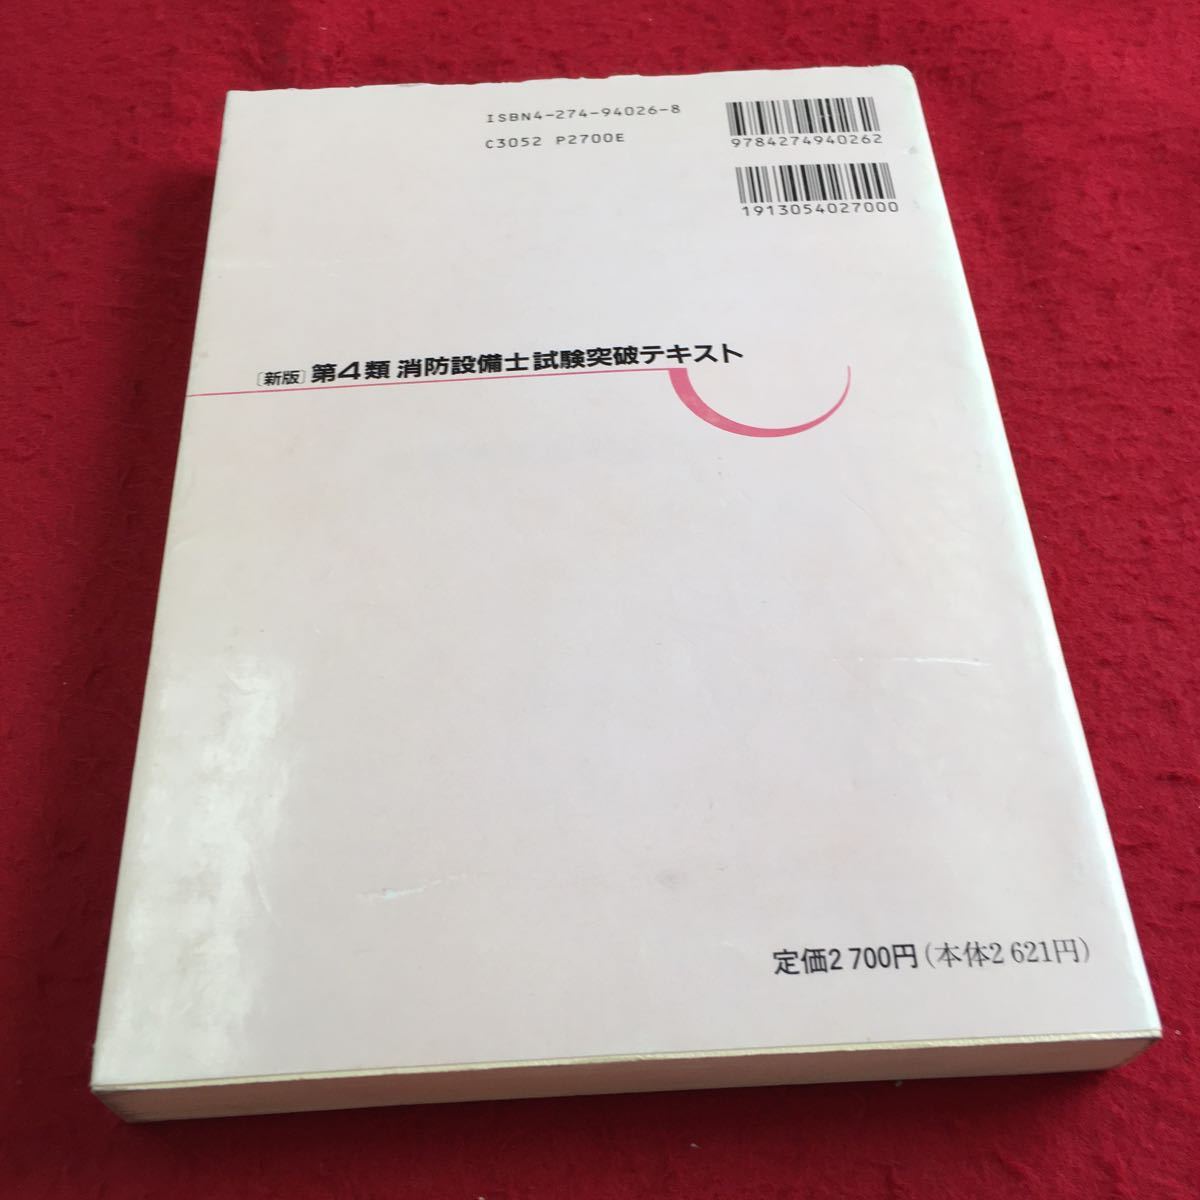 ISBN4-274-94026-8
C3052 P2700E
9784274940262
1913054027000
〔新版〕第4類 消防設備士試験突破テキスト
定価2700円(本体2621円)